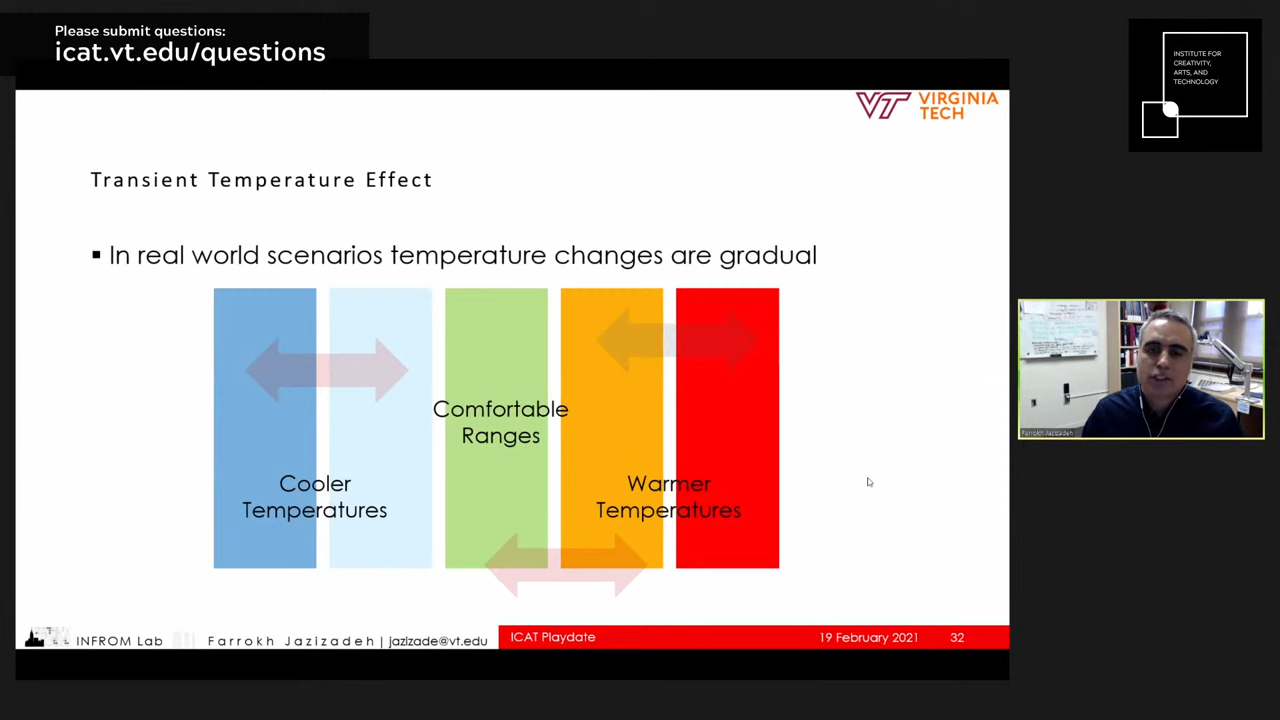 Please submit questions:
icat.vt.edu/questions
INSTITUTE FOR
CREATIVITY,
ARTS, AND
TECHNOLOGY
VT VIRGINIA
TECH
Transient Temperature Effect
▪ In real world scenarios temperature changes are gradual
Comfortable
Ranges
Cooler
Temperatures
Warmer
Temperatures
Farrokh Jazizadeh
INFROM Lab
Farrokh Jazizadeh | jazizade@vt.edu
ICAT Playdate
19 February 2021
32